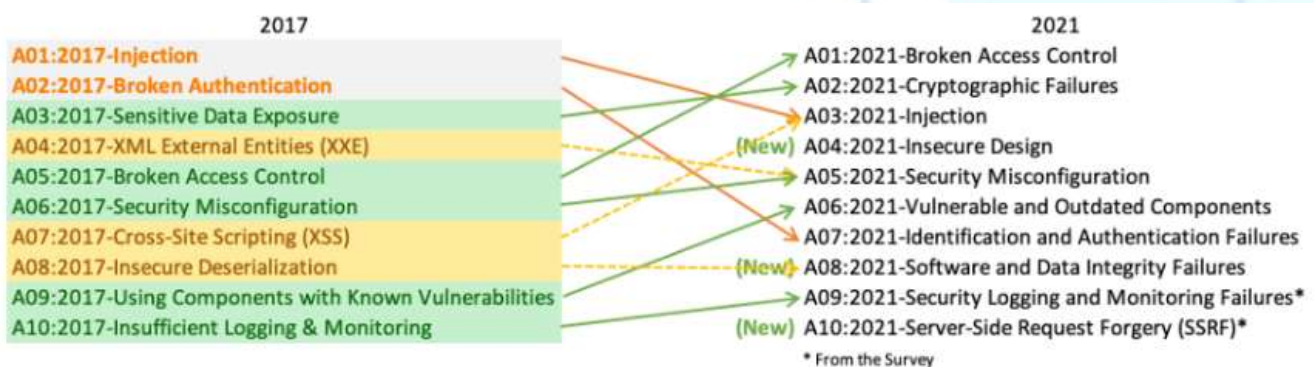 2017
A01:2017-Injection
A02:2017-Broken Authentication
A03:2017-Sensitive Data Exposure
A04:2017-XML External Entities (XXE)
A05:2017-Broken Access Control
A06:2017-Security Misconfiguration
A07:2017-Cross-Site Scripting (XSS)
A08:2017-Insecure Deserialization
A09:2017-Using Components with Known Vulnerabilities
A10:2017-Insufficient Logging & Monitoring
2021
A01:2021-Broken Access Control
A02:2021-Cryptographic Failures
A03:2021-Injection
(New) A04:2021-Insecure Design
A05:2021-Security Misconfiguration
A06:2021-Vulnerable and Outdated Components
A07:2021-Identification and Authentication Failures
(New) A08:2021-Software and Data Integrity Failures
A09:2021-Security Logging and Monitoring Failures*
(New) A10:2021-Server-Side Request Forgery (SSRF)*
* From the Survey